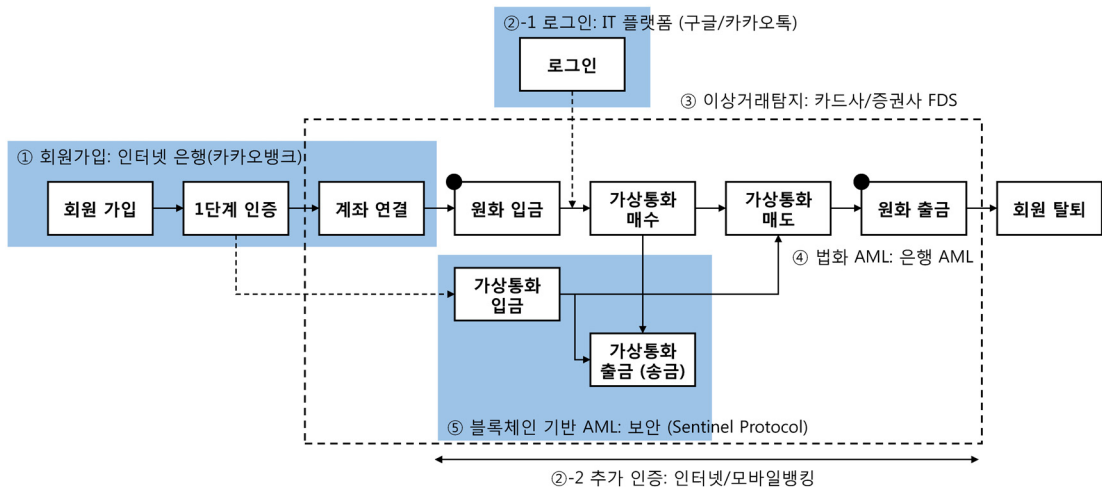 ②-1 로그인: IT 플랫폼 (구글/카카오톡)
로그인
③ 이상거래탐지: 카드사/증권사 FDS
① 회원가입: 인터넷 은행(카카오뱅크)
회원 가입
1단계 인증
계좌 연결
원화 입금
가상통화
매수
가상통화
매도
원화 출금
회원 탈퇴
④ 법화 AML: 은행 AML
가상통화
입금
가상통화
출금 (송금)
⑤ 블록체인 기반 AML: 보안 (Sentinel Protocol)
②-2 추가 인증: 인터넷/모바일뱅킹